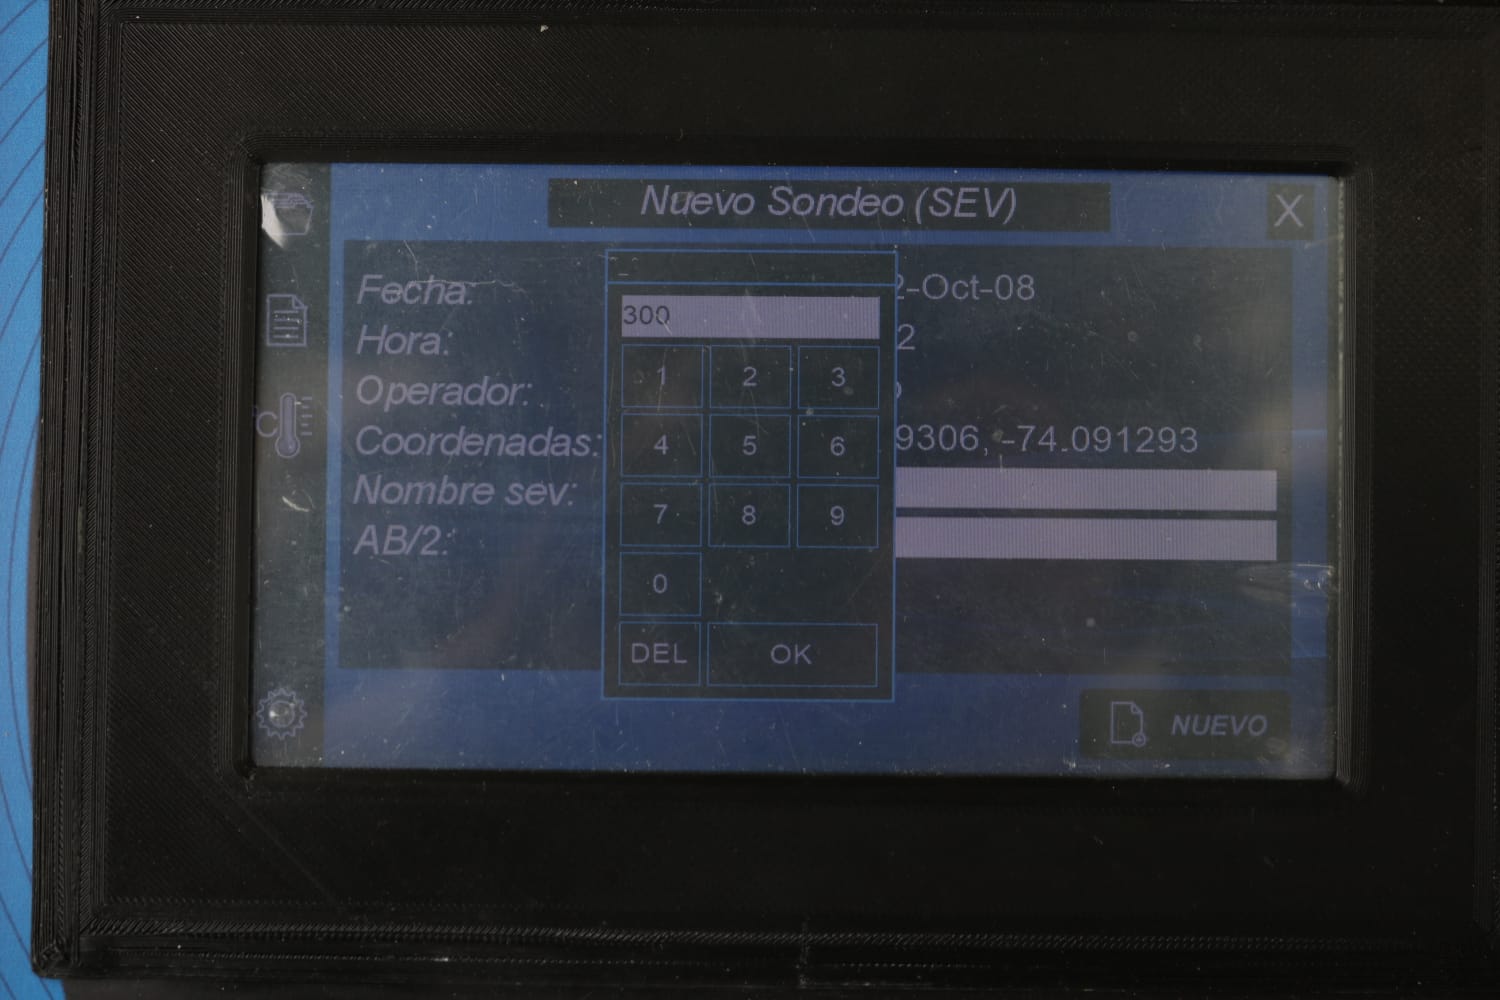 Nuevo Sondeo (SEV)
X
Fecha: 2-Oct-08
300
Hora: 2
1 2 3
Operador:
°C
Coordenadas: 9306, -74.091293
4 5 6
Nombre sev:
7 8 9
AB/2:
0
DEL OK
NUEVO